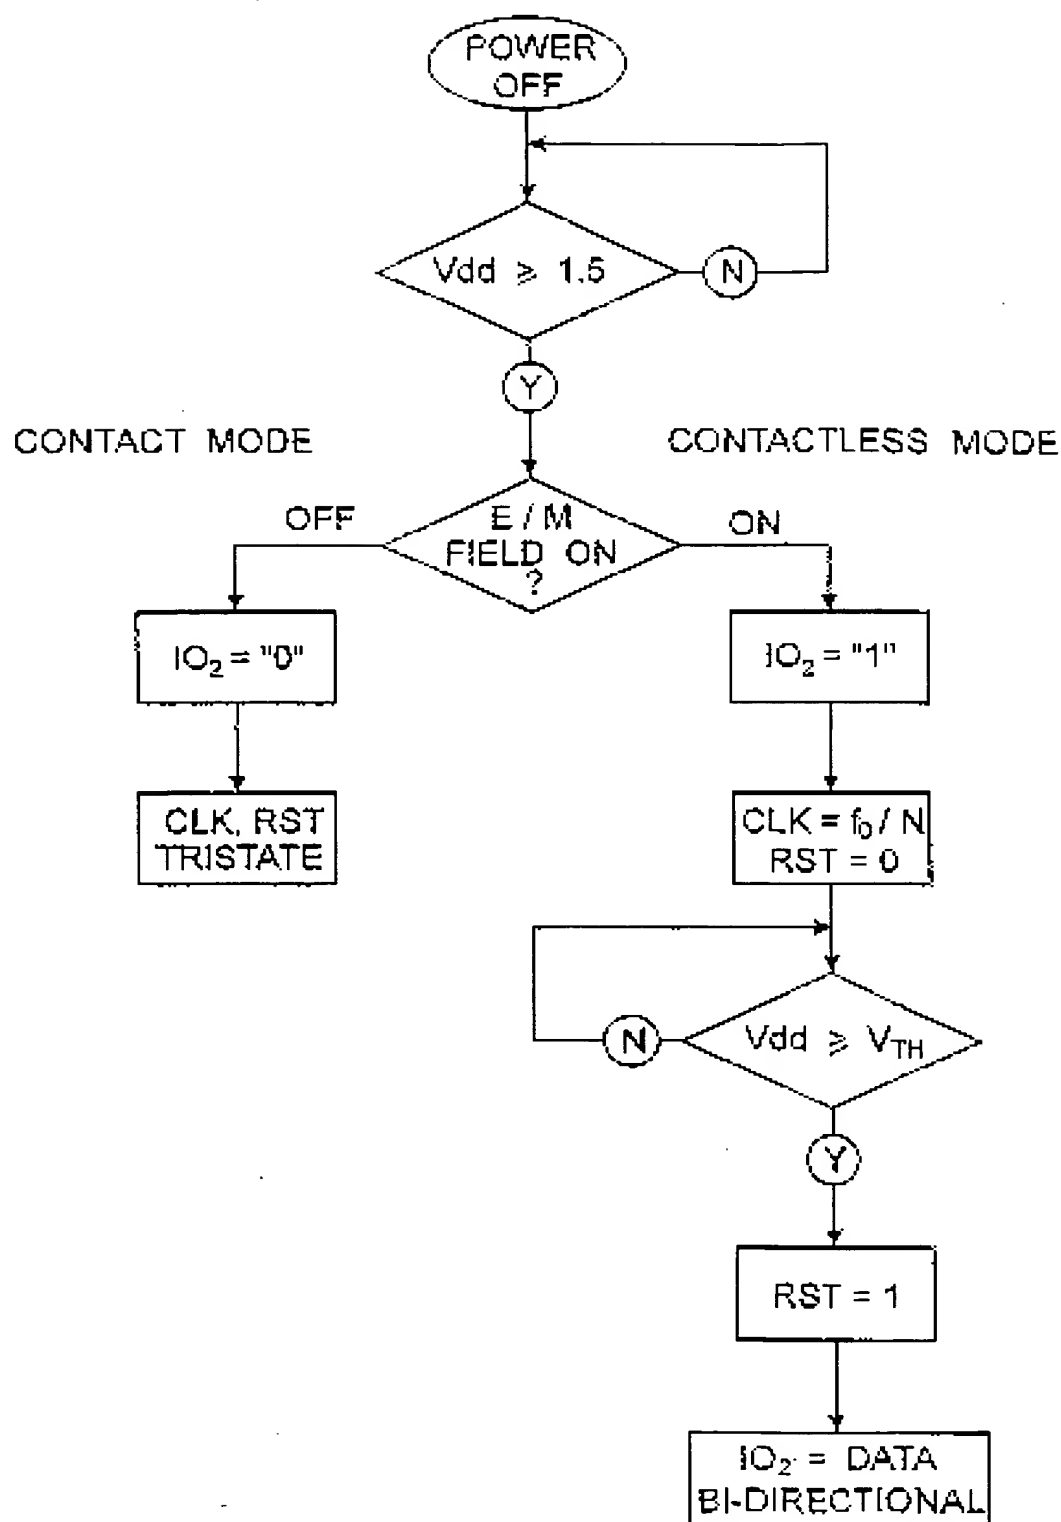 POWER
OFF
Vdd ⩾ 1.5
N
Y
CONTACT MODE
CONTACTLESS MODE
OFF
E / M
FIELD ON
?
ON
IO₂ = "0"
IO₂ = "1"
CLK, RST
TRISTATE
CLK = f₀ / N
RST = 0
N
Vdd ⩾ V_TH
Y
RST = 1
IO₂ = DATA
BI-DIRECTIONAL